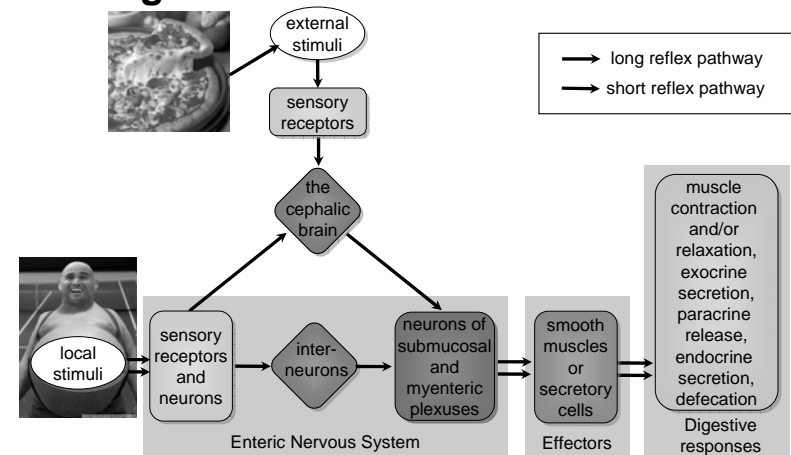 external
stimuli
long reflex pathway
short reflex pathway
sensory
receptors
the
cephalic
brain
muscle
contraction
and/or
relaxation,
exocrine
secretion,
paracrine
release,
endocrine
secretion,
defecation
local
stimuli
sensory
receptors
and
neurons
inter-
neurons
neurons of
submucosal
and
myenteric
plexuses
smooth
muscles
or
secretory
cells
Enteric Nervous System
Effectors
Digestive
responses